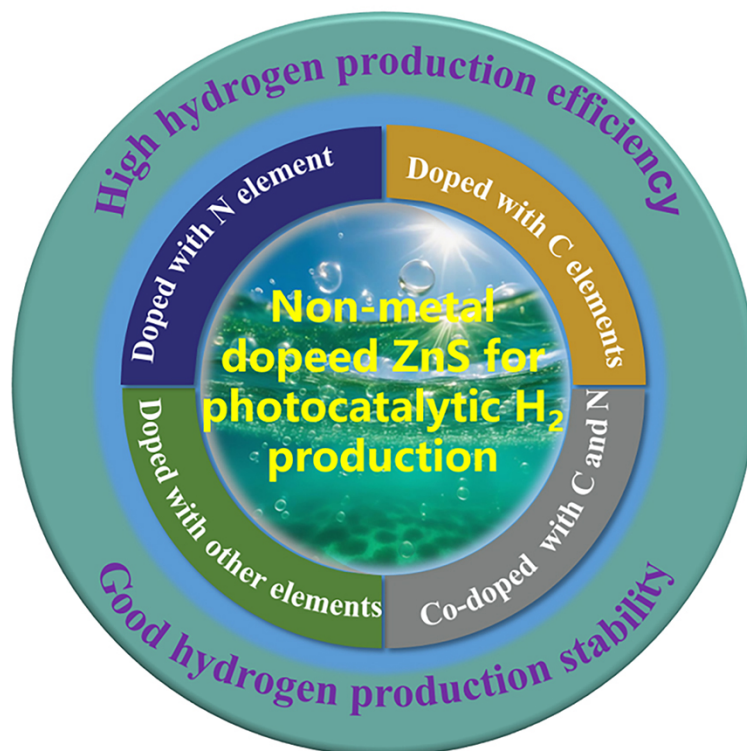 High hydrogen production efficiency
Doped with N element
Doped with C elements
Non-metal
dopeed ZnS for
photocatalytic H₂
production
Doped with other elements
Co-doped with C and N
Good hydrogen production stability